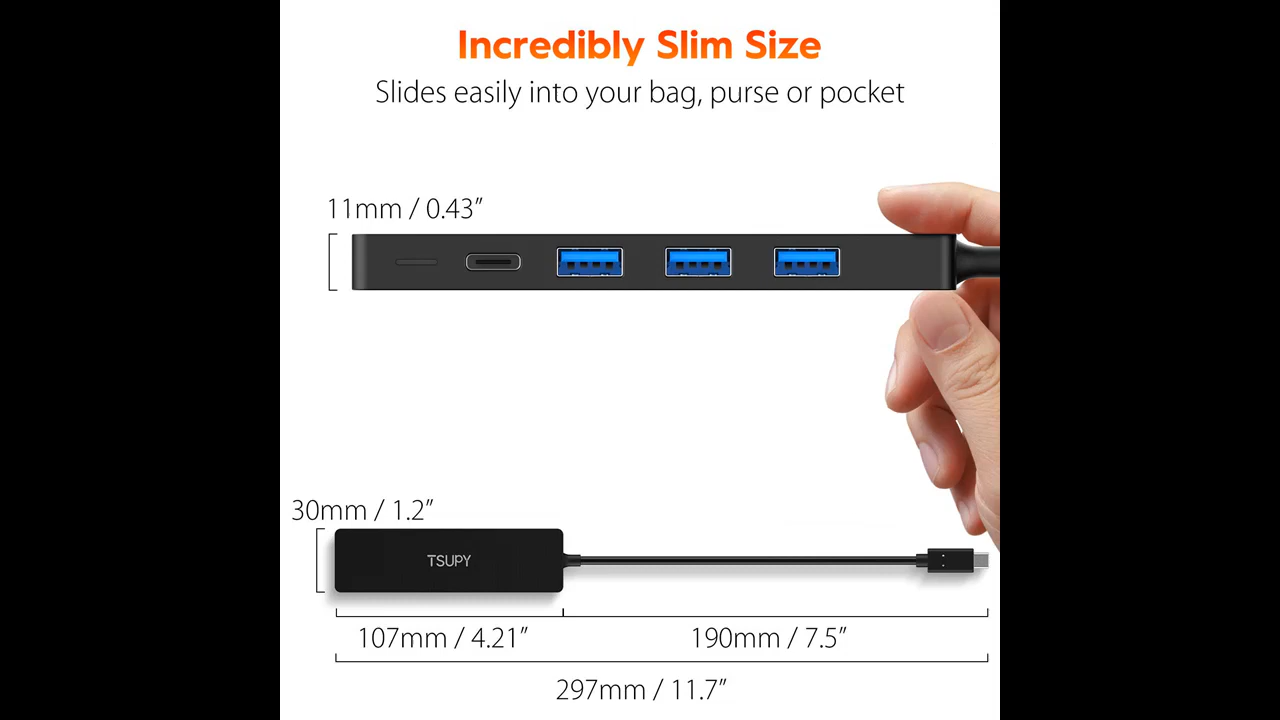 Incredibly Slim Size
Slides easily into your bag, purse or pocket
11mm / 0.43”
30mm / 1.2”
TSUPY
107mm / 4.21”
190mm / 7.5”
297mm / 11.7”